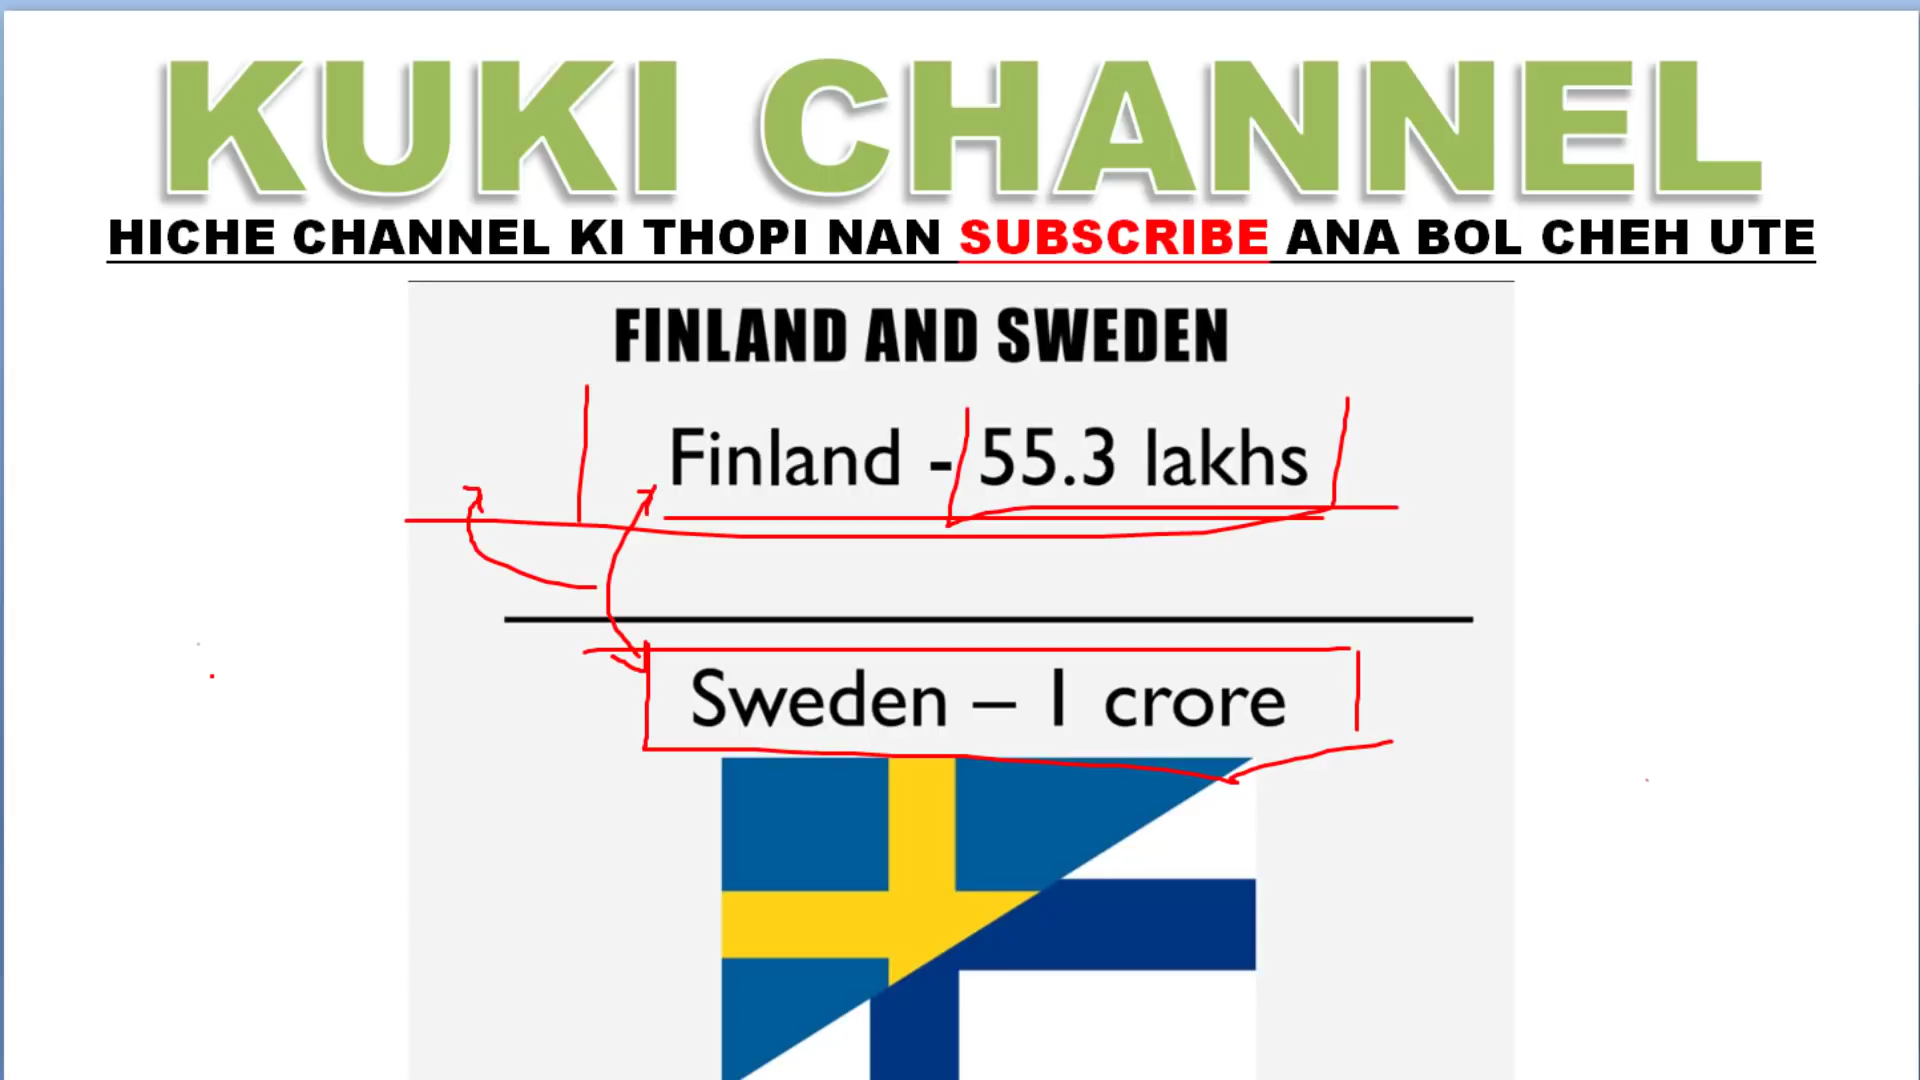 KUKI CHANNEL
HICHE CHANNEL KI THOPI NAN SUBSCRIBE ANA BOL CHEH UTE
FINLAND AND SWEDEN
Finland - 55.3 lakhs
Sweden – 1 crore